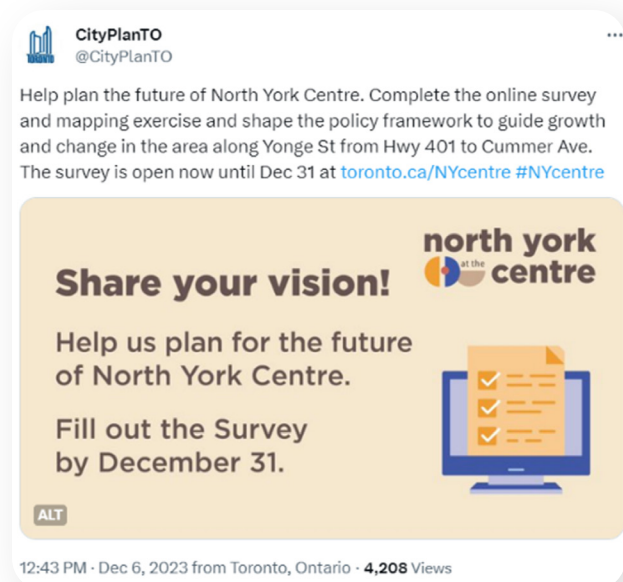 CityPlanTO
@CityPlanTO
Help plan the future of North York Centre. Complete the online survey
and mapping exercise and shape the policy framework to guide growth
and change in the area along Yonge St from Hwy 401 to Cummer Ave.
The survey is open now until Dec 31 at toronto.ca/NYcentre #NYcentre
north york
at the centre
Share your vision!
Help us plan for the future
of North York Centre.
Fill out the Survey
by December 31.
ALT
12:43 PM · Dec 6, 2023 from Toronto, Ontario · 4,208 Views